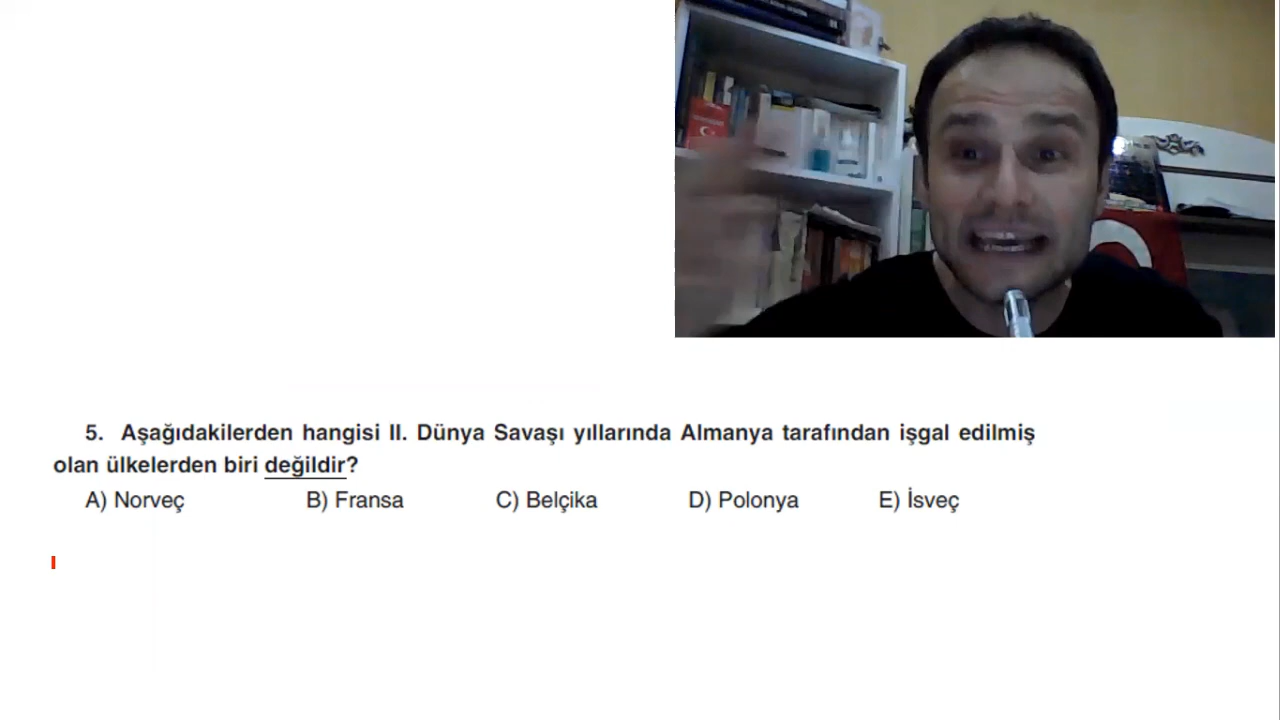 5. Aşağıdakilerden hangisi II. Dünya Savaşı yıllarında Almanya tarafından işgal edilmiş
olan ülkelerden biri değildir?
A) Norveç B) Fransa C) Belçika D) Polonya E) İsveç